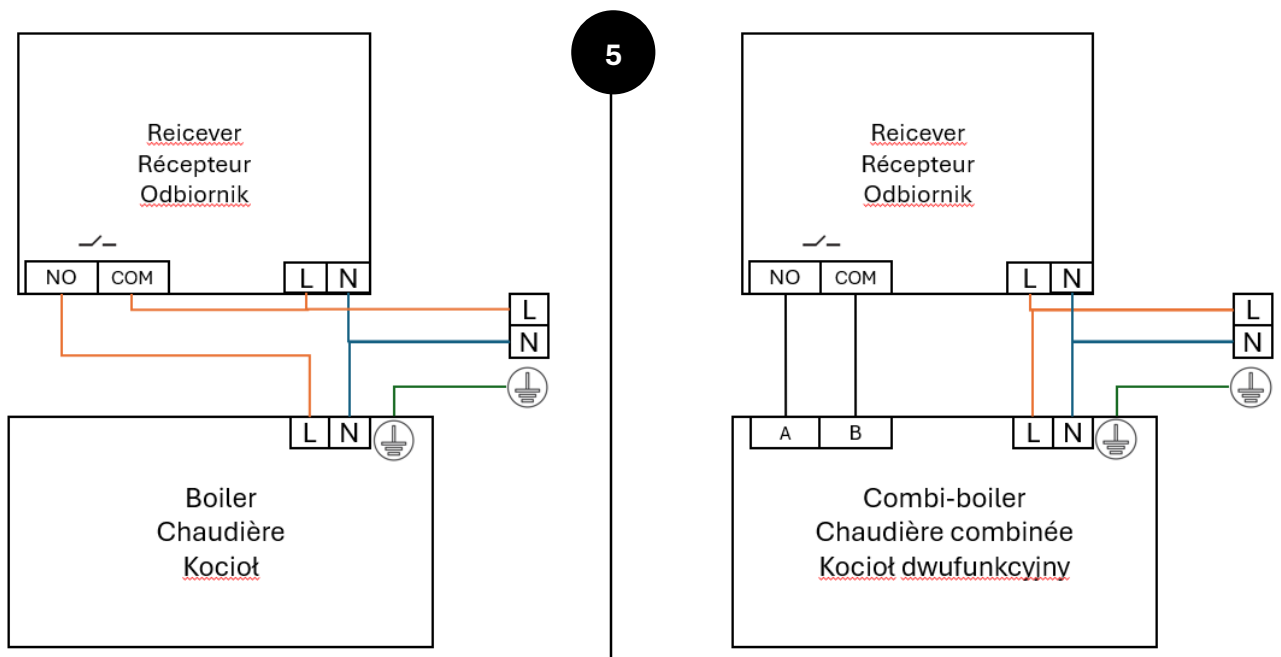 5
Reicever
Récepteur
Odbiornik
NO COM L N
L
N
L N
Boiler
Chaudière
Kocioł
Reicever
Récepteur
Odbiornik
NO COM L N
L
N
A B L N
Combi-boiler
Chaudière combinée
Kocioł dwufunkcyjny